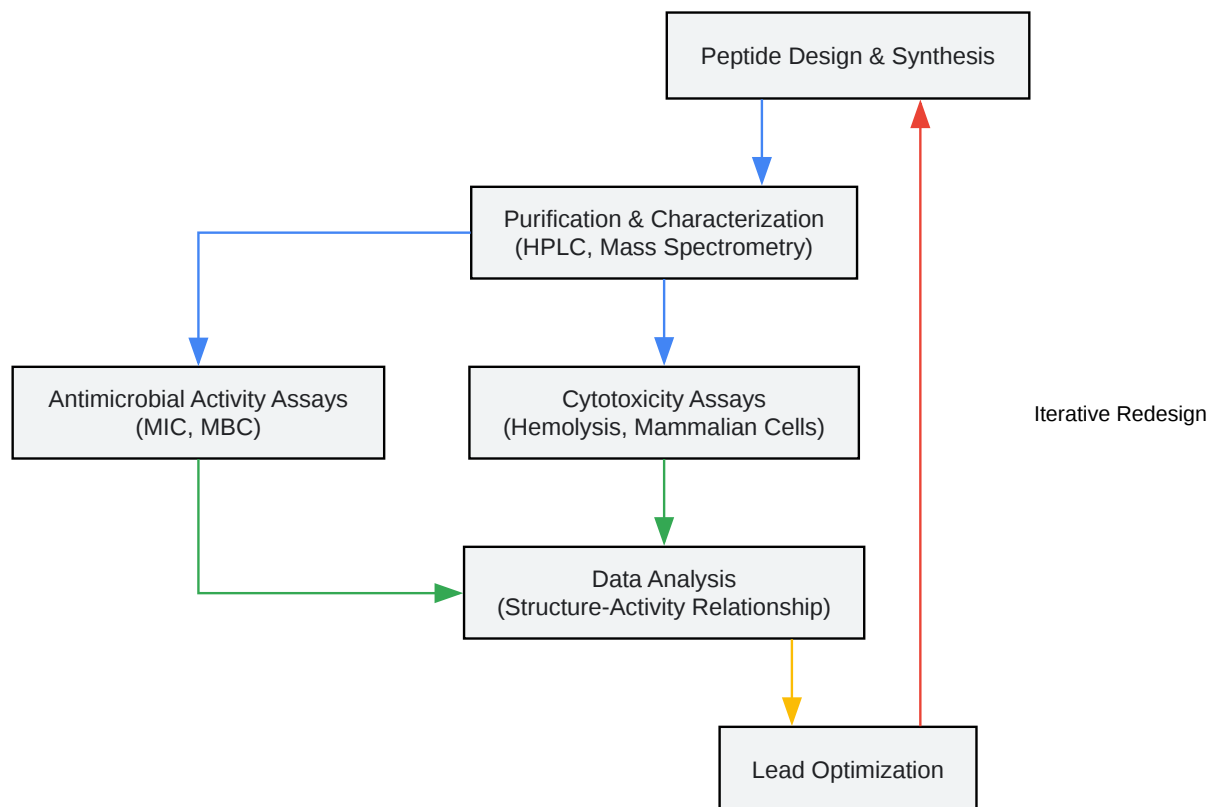 Peptide Design & Synthesis
Purification & Characterization
(HPLC, Mass Spectrometry)
Antimicrobial Activity Assays
(MIC, MBC)
Cytotoxicity Assays
(Hemolysis, Mammalian Cells)
Iterative Redesign
Data Analysis
(Structure-Activity Relationship)
Lead Optimization